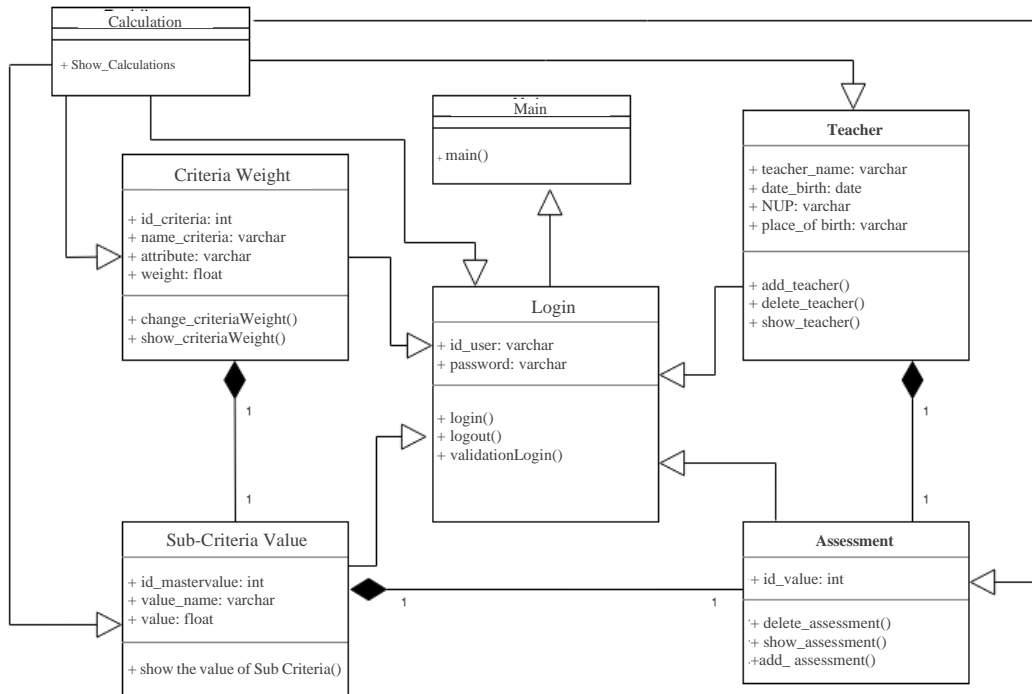 Calculation
+ Show_Calculations
Main
+ main()
Teacher
+ teacher_name: varchar
+ date_birth: date
+ NUP: varchar
+ place_of birth: varchar
+ add_teacher()
+ delete_teacher()
+ show_teacher()
Criteria Weight
+ id_criteria: int
+ name_criteria: varchar
+ attribute: varchar
+ weight: float
+ change_criteriaWeight()
+ show_criteriaWeight()
Login
+ id_user: varchar
+ password: varchar
+ login()
+ logout()
+ validationLogin()
1
1
1
1
Sub-Criteria Value
+ id_mastervalue: int
+ value_name: varchar
+ value: float
+ show the value of Sub Criteria()
1
1
Assessment
+ id_value: int
+ delete_assessment()
+ show_assessment()
+add_ assessment()